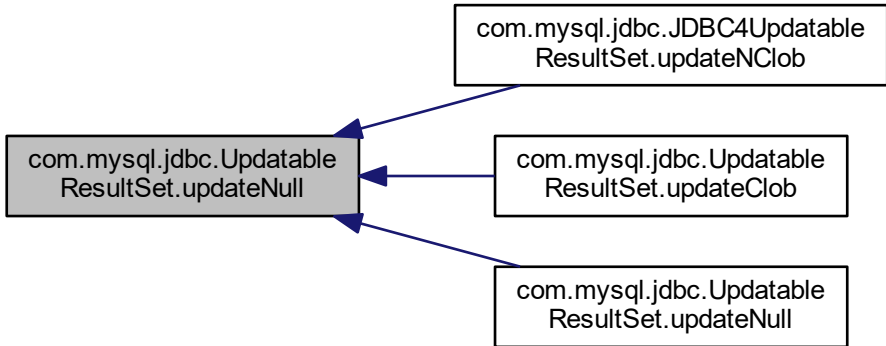 com.mysql.jdbc.JDBC4Updatable
ResultSet.updateNClob
com.mysql.jdbc.Updatable
ResultSet.updateNull
com.mysql.jdbc.Updatable
ResultSet.updateClob
com.mysql.jdbc.Updatable
ResultSet.updateNull